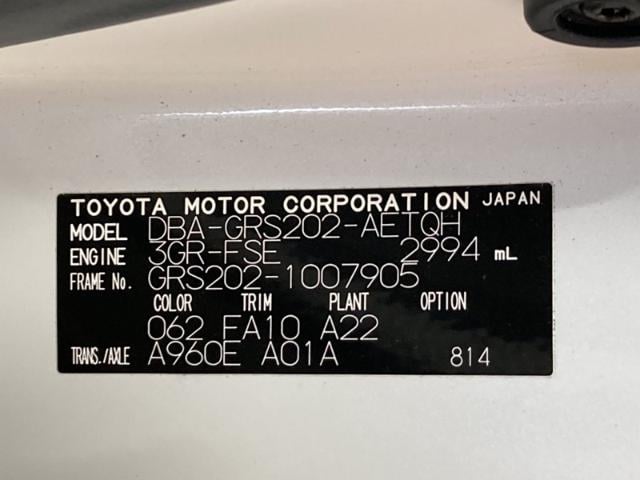 TOYOTA MOTOR CORPORATION JAPAN
MODEL DBA-GRS202-AETQH
ENGINE 3GR-FSE 2994 mL
FRAME No. GRS202-1007905
COLOR TRIM PLANT OPTION
062 FA10 A22
TRANS./AXLE A960E A01A 814